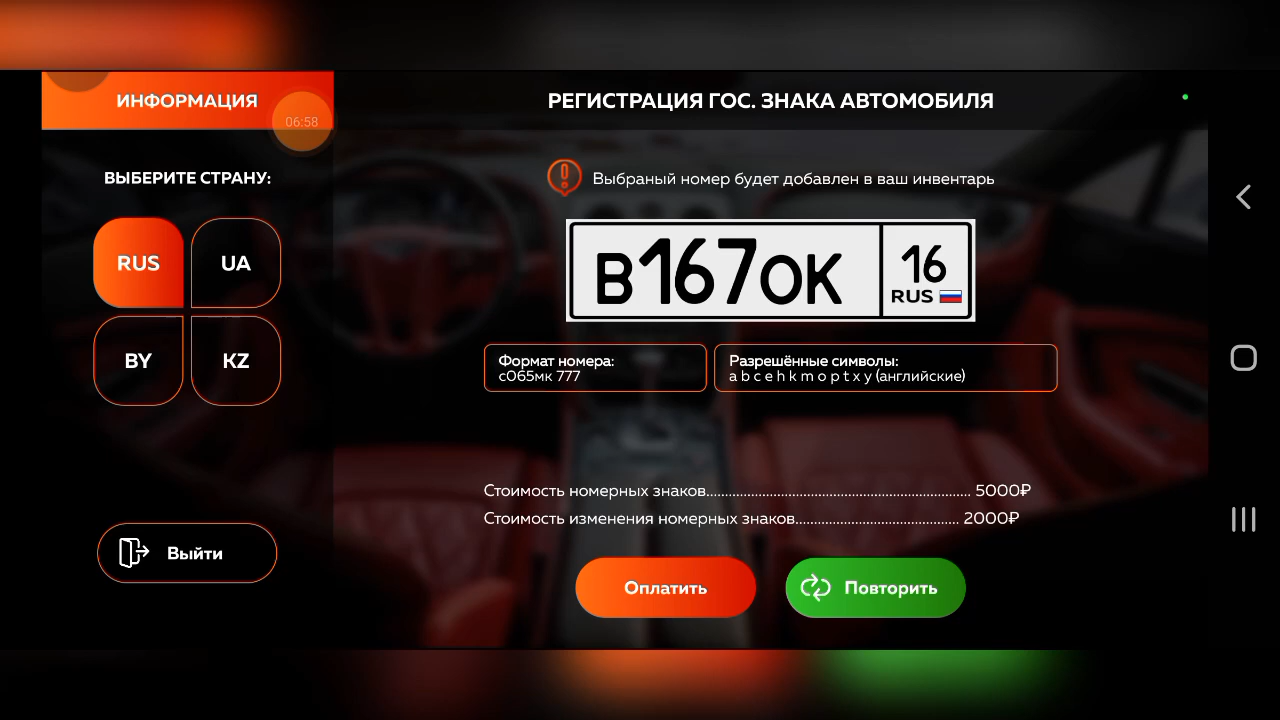 ИНФОРМАЦИЯ
06:58
ВЫБЕРИТЕ СТРАНУ:
RUS
UA
BY
KZ
Выйти
РЕГИСТРАЦИЯ ГОС. ЗНАКА АВТОМОБИЛЯ
Выбраный номер будет добавлен в ваш инвентарь
В167ОК
16
RUS
Формат номера:
с065мк 777
Разрешённые символы:
a b c e h k m o p t x y (английские)
Стоимость номерных знаков....................................................................... 5000₽
Стоимость изменения номерных знаков............................................ 2000₽
Оплатить
Повторить